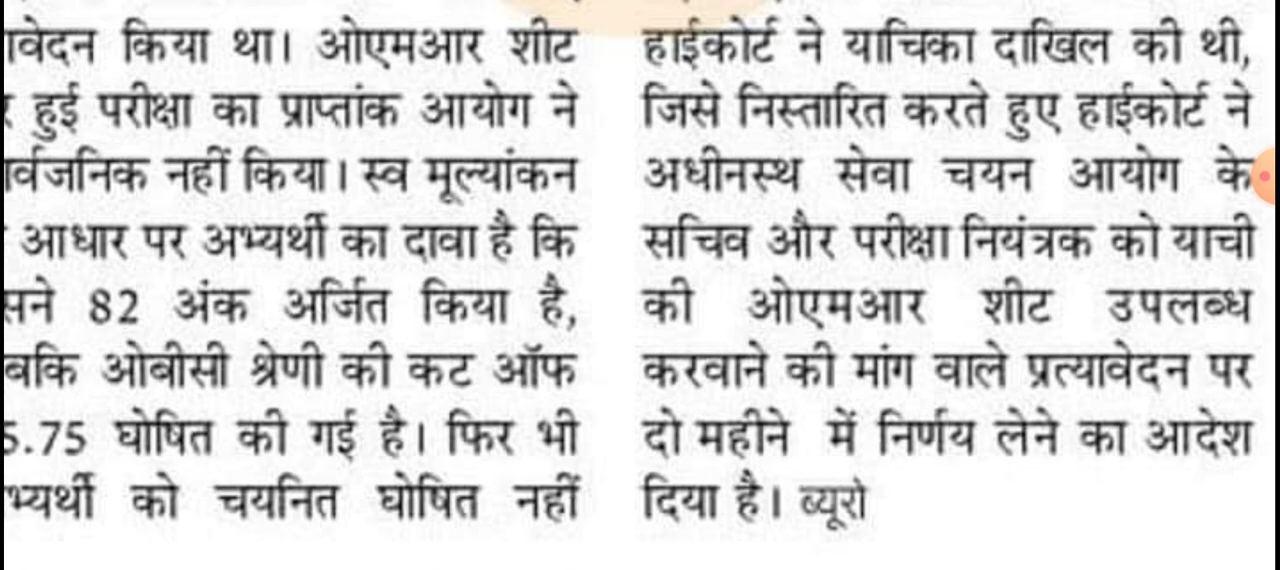 ावेदन किया था। ओएमआर शीट
हुई परीक्षा का प्राप्तांक आयोग ने
ार्वजनिक नहीं किया। स्व मूल्यांकन
आधार पर अभ्यर्थी का दावा है कि
सने 82 अंक अर्जित किया है,
बकि ओबीसी श्रेणी की कट ऑफ
5.75 घोषित की गई है। फिर भी
भ्यर्थी को चयनित घोषित नहीं
हाईकोर्ट ने याचिका दाखिल की थी,
जिसे निस्तारित करते हुए हाईकोर्ट ने
अधीनस्थ सेवा चयन आयोग के
सचिव और परीक्षा नियंत्रक को याची
की ओएमआर शीट उपलब्ध
करवाने की मांग वाले प्रत्यावेदन पर
दो महीने में निर्णय लेने का आदेश
दिया है। ब्यूरो